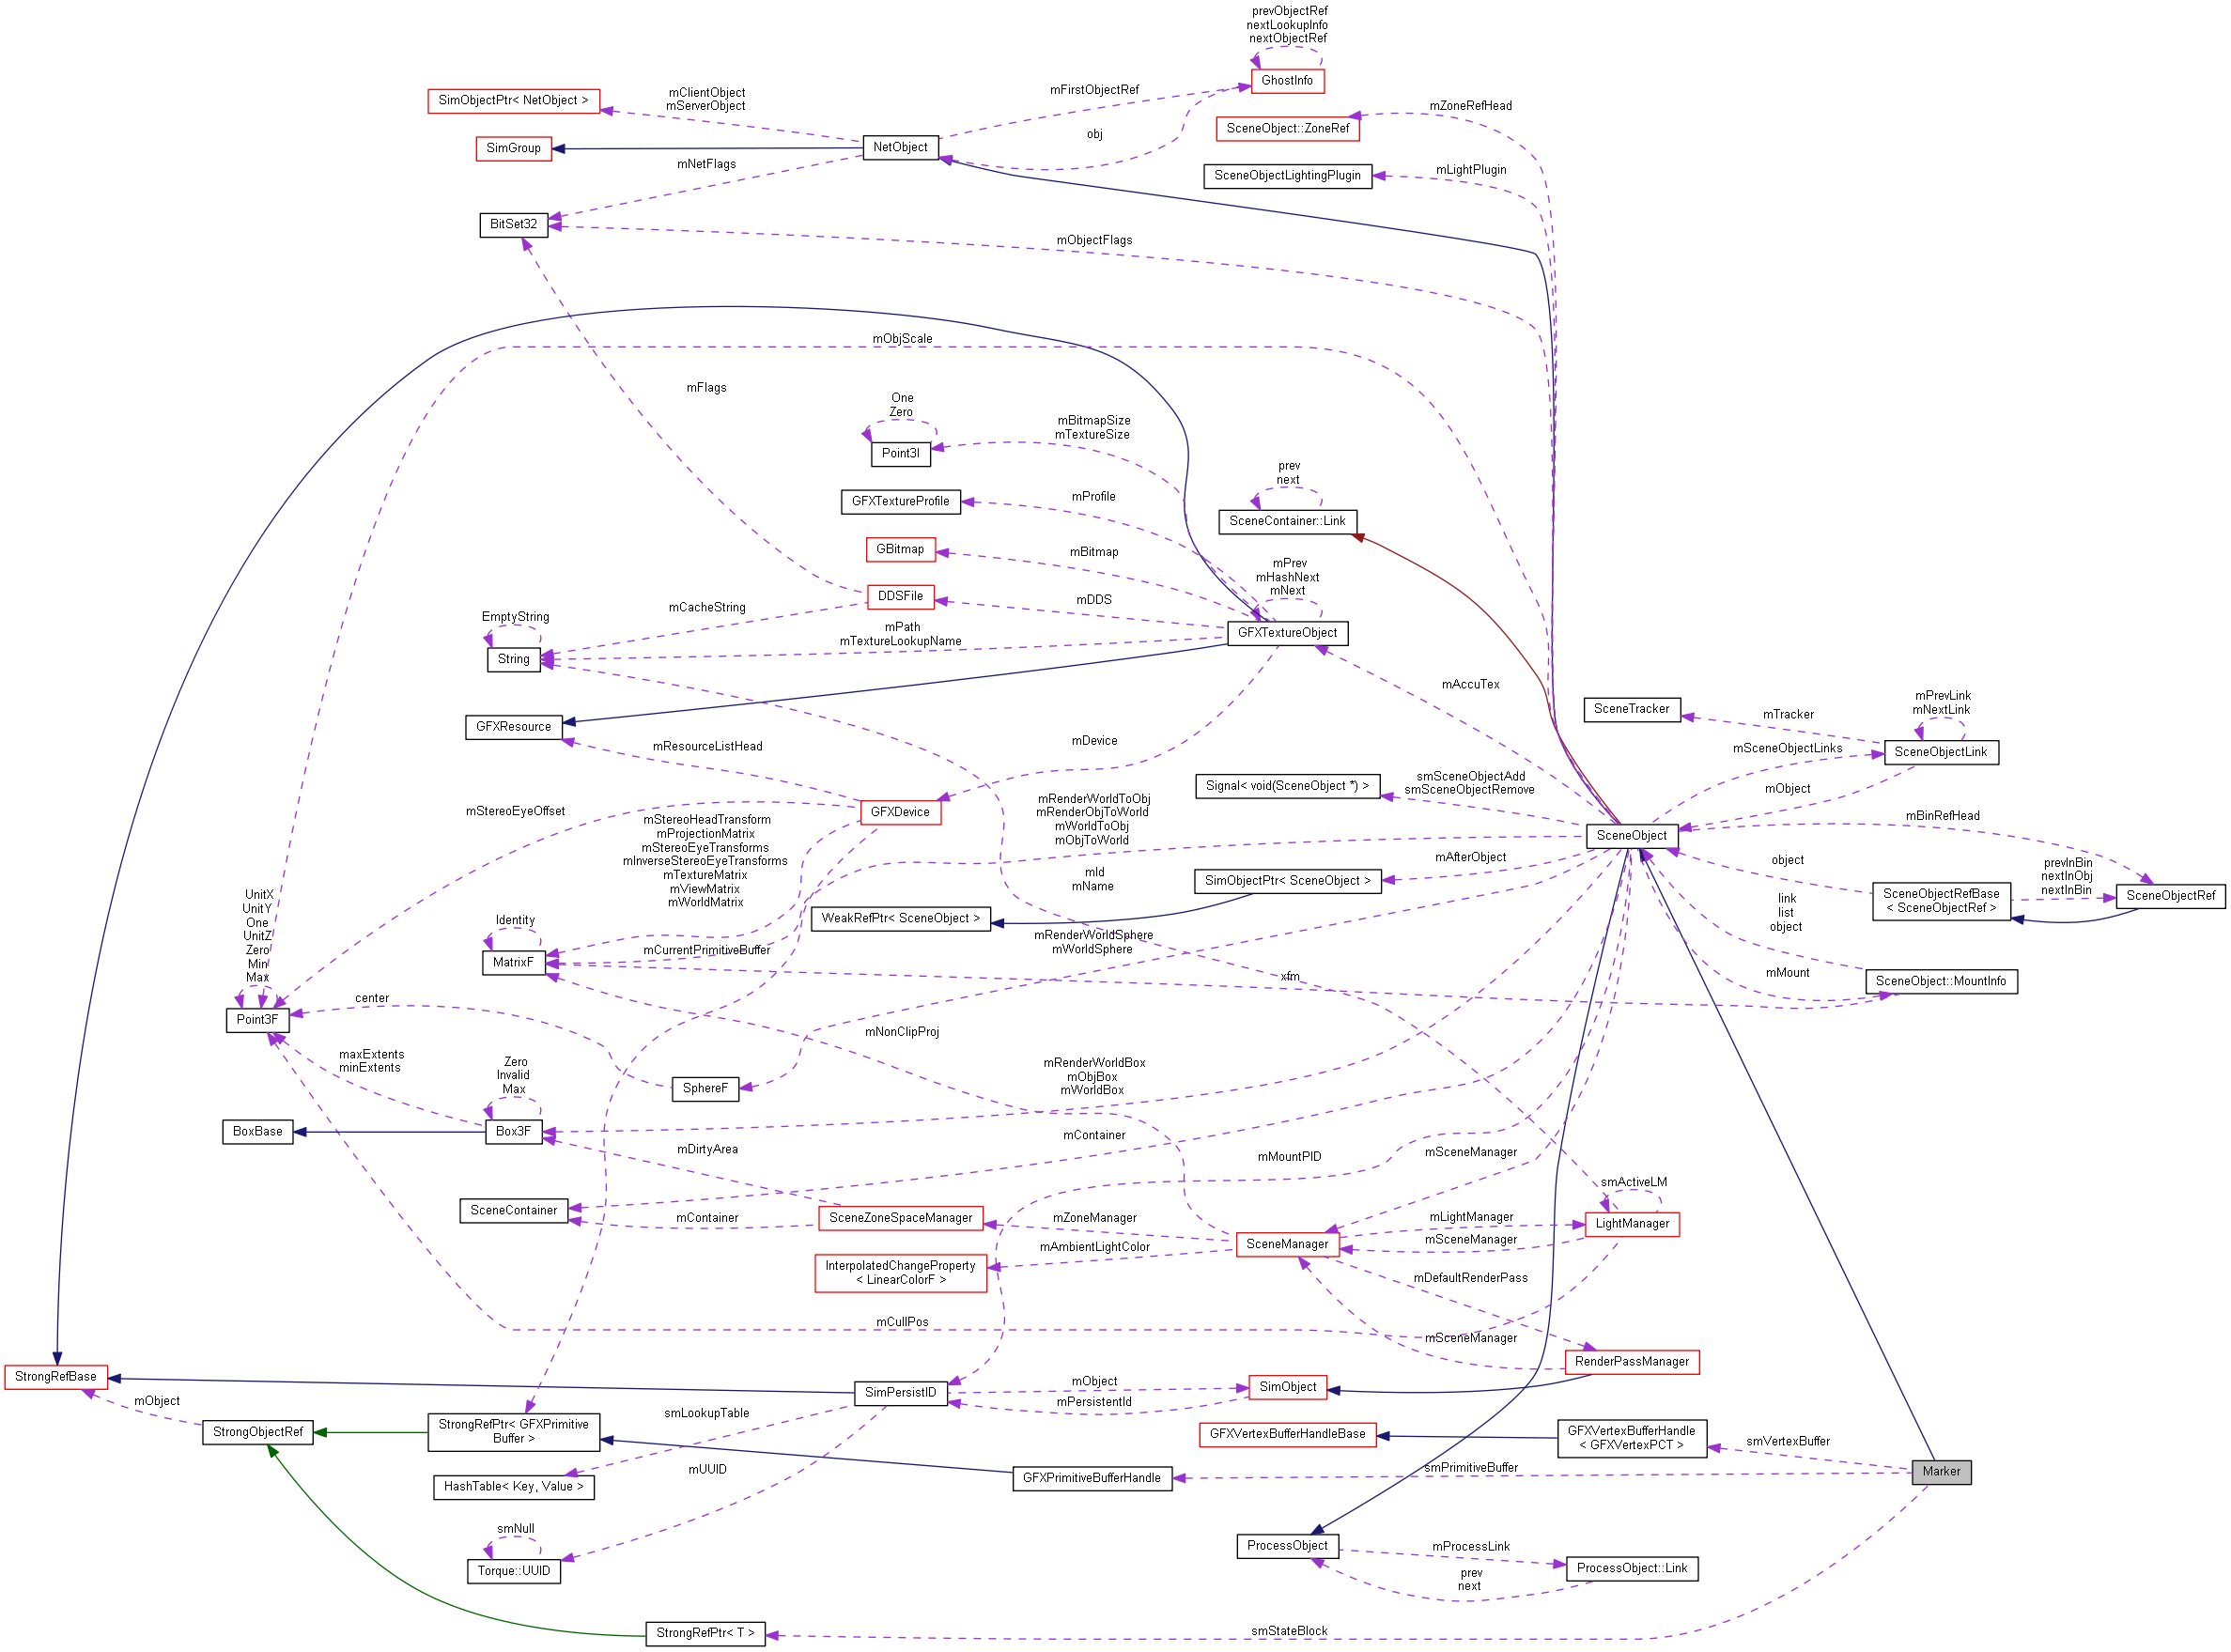 prevObjectRef
nextLookupInfo
nextObjectRef
GhostInfo
SimObjectPtr< NetObject >
mClientObject
mServerObject
mFirstObjectRef
mZoneRefHead
SceneObject::ZoneRef
SimGroup
NetObject
obj
mNetFlags
SceneObjectLightingPlugin
mLightPlugin
BitSet32
mObjectFlags
mObjScale
mFlags
One
Zero
Point3I
mBitmapSize
mTextureSize
GFXTextureProfile
mProfile
prev
next
SceneContainer::Link
GBitmap
mBitmap
mPrev
mHashNext
mNext
DDSFile
mDDS
mCacheString
EmptyString
String
mPath
mTextureLookupName
GFXTextureObject
GFXResource
mResourceListHead
mDevice
mAccuTex
SceneTracker
mTracker
mPrevLink
mNextLink
SceneObjectLink
mSceneObjectLinks
mObject
Signal< void(SceneObject *) >
smSceneObjectAdd
smSceneObjectRemove
mStereoEyeOffset
GFXDevice
mStereoHeadTransform
mProjectionMatrix
mStereoEyeTransforms
mInverseStereoEyeTransforms
mTextureMatrix
mViewMatrix
mWorldMatrix
mRenderWorldToObj
mRenderObjToWorld
mWorldToObj
mObjToWorld
SceneObject
mBinRefHead
mAfterObject
SimObjectPtr< SceneObject >
mId
mName
object
SceneObjectRefBase
< SceneObjectRef >
prevInBin
nextInObj
nextInBin
SceneObjectRef
WeakRefPtr< SceneObject >
link
list
object
UnitX
UnitY
One
UnitZ
Zero
Min
Max
Point3F
Identity
MatrixF
mCurrentPrimitiveBuffer
mRenderWorldSphere
mWorldSphere
xfm
mMount
SceneObject::MountInfo
center
mNonClipProj
maxExtents
minExtents
Zero
Invalid
Max
Box3F
BoxBase
SphereF
mRenderWorldBox
mObjBox
mWorldBox
mDirtyArea
mContainer
mMountPID
mSceneManager
SceneContainer
mContainer
SceneZoneSpaceManager
mZoneManager
SceneManager
mLightManager
smActiveLM
LightManager
mSceneManager
InterpolatedChangeProperty
< LinearColorF >
mAmbientLightColor
mDefaultRenderPass
mCullPos
mSceneManager
RenderPassManager
StrongRefBase
mObject
SimPersistID
mObject
mPersistentId
SimObject
StrongObjectRef
StrongRefPtr< GFXPrimitive
Buffer >
smLookupTable
HashTable< Key, Value >
mUUID
GFXVertexBufferHandleBase
GFXVertexBufferHandle
< GFXVertexPCT >
smVertexBuffer
GFXPrimitiveBufferHandle
smPrimitiveBuffer
Marker
smNull
Torque::UUID
ProcessObject
mProcessLink
prev
next
ProcessObject::Link
StrongRefPtr< T >
smStateBlock